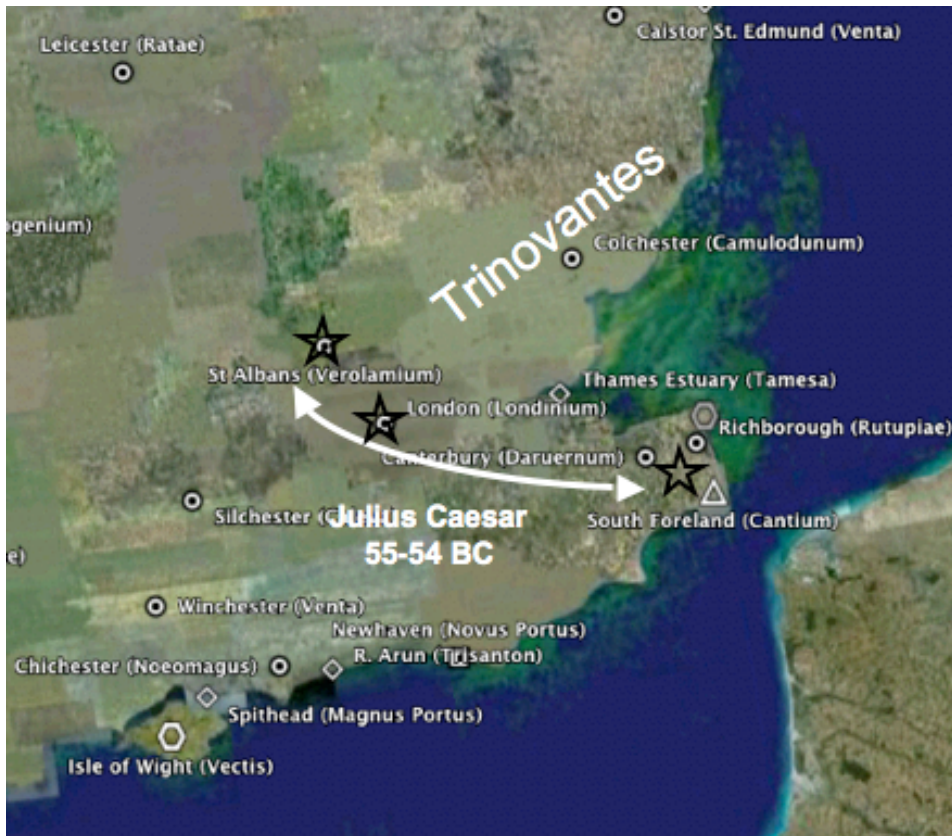 Caistor St. Edmund (Venta)
Leicester (Ratae)
Trinovantes
ogenium)
Colchester (Camulodunum)
St Albans (Verolamium)
Thames Estuary (Tamesa)
London (Londinium)
Richborough (Rutupiae)
Canterbury (Daruernum)
Silchester
Julius Caesar
55-54 BC
South Foreland (Cantium)
e)
Winchester (Venta)
Newhaven (Novus Portus)
R. Arun (Trisanton)
Chichester (Noeomagus)
Spithead (Magnus Portus)
Isle of Wight (Vectis)